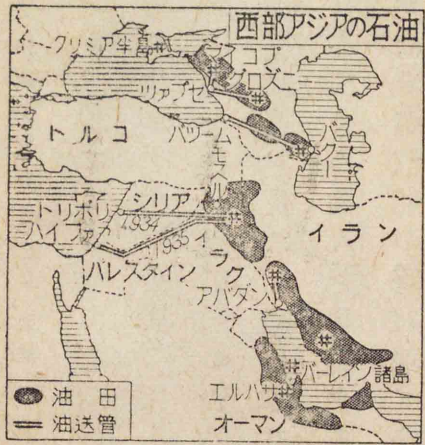 西部アジアの石油
クリミア半島
マイコプ
グロズニー
ツァプセ
トルコ
バツーム
バクー
シリア
トリポリー
1934
ハイファ
1935
イラク
イラン
パレスタイン
アバダン
バーレイン諸島
エルハサ
オーマン
油田
油送管